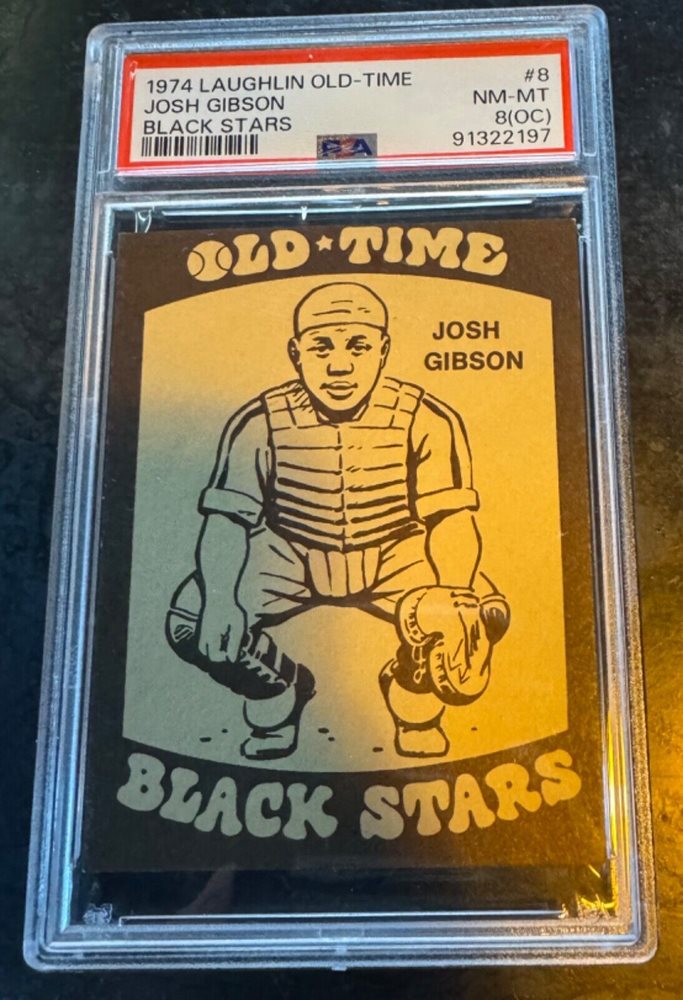 1974 LAUGHLIN OLD-TIME #8
JOSH GIBSON NM-MT
BLACK STARS 8(OC)
PSA 91322197
OLD★TIME
JOSH
GIBSON
BLACK STARS